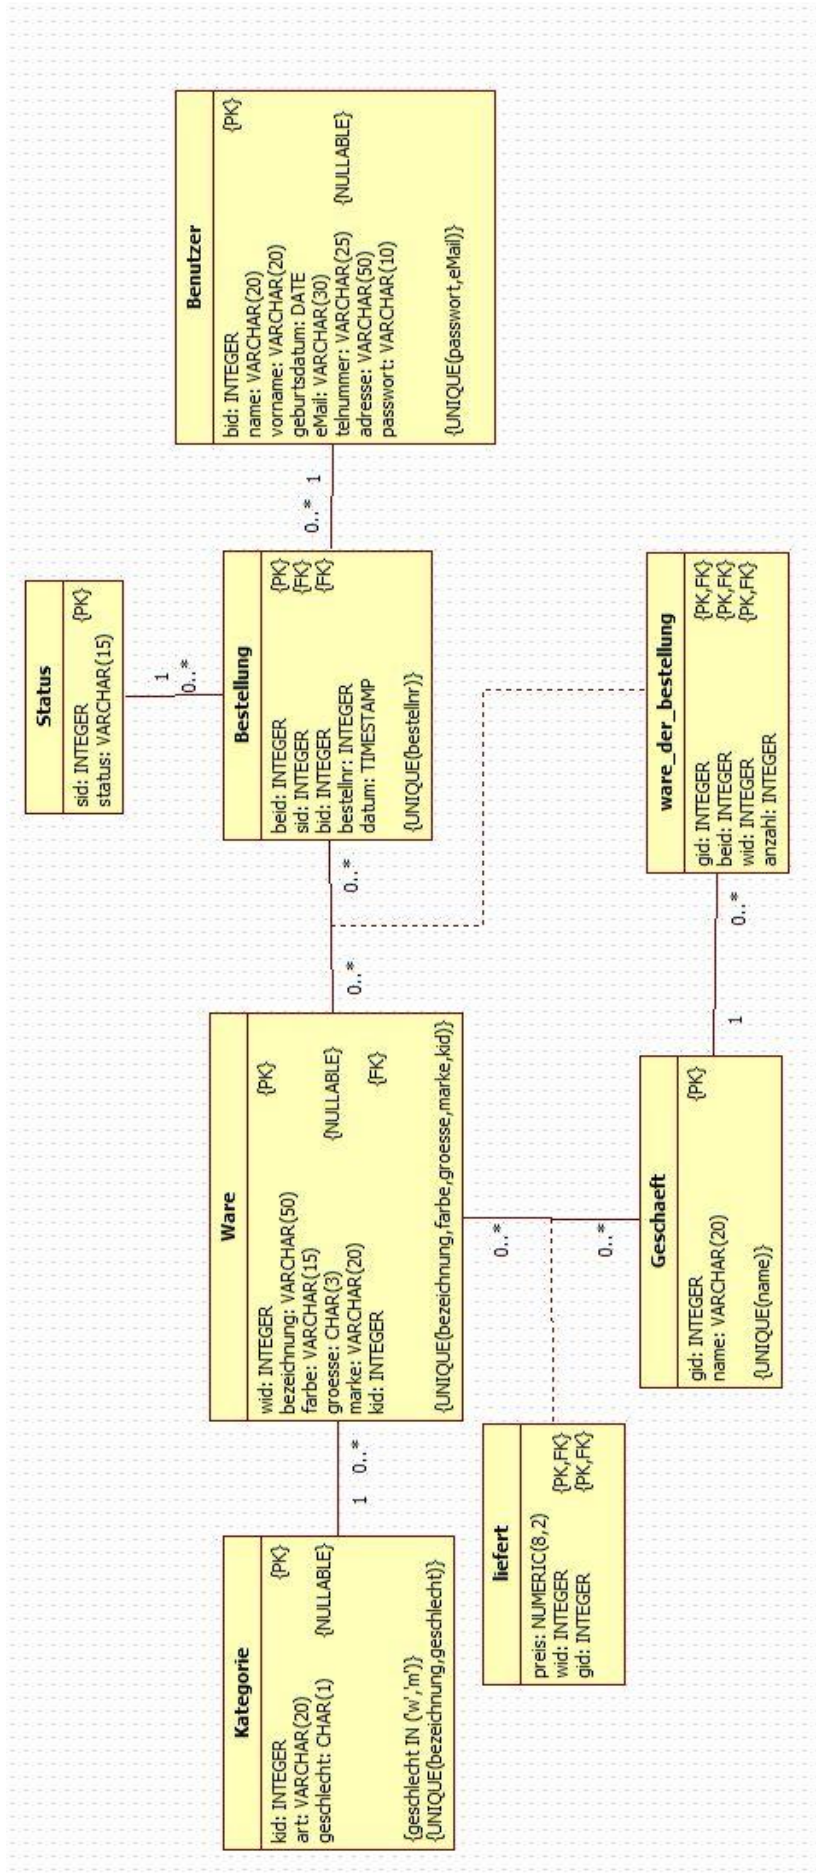 Status
sid: INTEGER {PK}
status: VARCHAR(15)
1
0..*
Kategorie
kid: INTEGER {PK}
art: VARCHAR(20)
geschlecht: CHAR(1) {NULLABLE}
{geschlecht IN ('w','m')}
{UNIQUE(bezeichnung,geschlecht)}
1
0..*
Ware
wid: INTEGER {PK}
bezeichnung: VARCHAR(50)
farbe: VARCHAR(15)
groesse: CHAR(3) {NULLABLE}
marke: VARCHAR(20)
kid: INTEGER {FK}
{UNIQUE(bezeichnung,farbe,groesse,marke,kid)}
0..*
0..*
Bestellung
beid: INTEGER {PK}
sid: INTEGER {FK}
bid: INTEGER {FK}
bestellnr: INTEGER
datum: TIMESTAMP
{UNIQUE(bestellnr)}
0..*
1
Benutzer
bid: INTEGER {PK}
name: VARCHAR(20)
vorname: VARCHAR(20)
geburtsdatum: DATE
eMail: VARCHAR(30)
telnummer: VARCHAR(25) {NULLABLE}
adresse: VARCHAR(50)
passwort: VARCHAR(10)
{UNIQUE(passwort,eMail)}
0..*
0..*
liefert
preis: NUMERIC(8,2)
wid: INTEGER {PK,FK}
gid: INTEGER {PK,FK}
Geschaeft
gid: INTEGER {PK}
name: VARCHAR(20)
{UNIQUE(name)}
1
0..*
ware_der_bestellung
gid: INTEGER {PK,FK}
beid: INTEGER {PK,FK}
wid: INTEGER {PK,FK}
anzahl: INTEGER